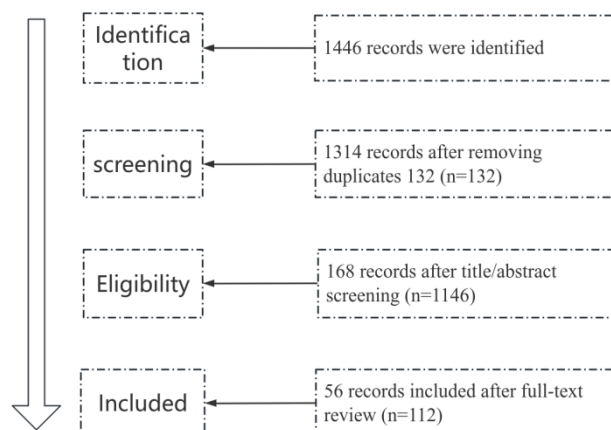 Identifica
tion
1446 records were identified
screening
1314 records after removing
duplicates 132 (n=132)
Eligibility
168 records after title/abstract
screening (n=1146)
Included
56 records included after full-text
review (n=112)